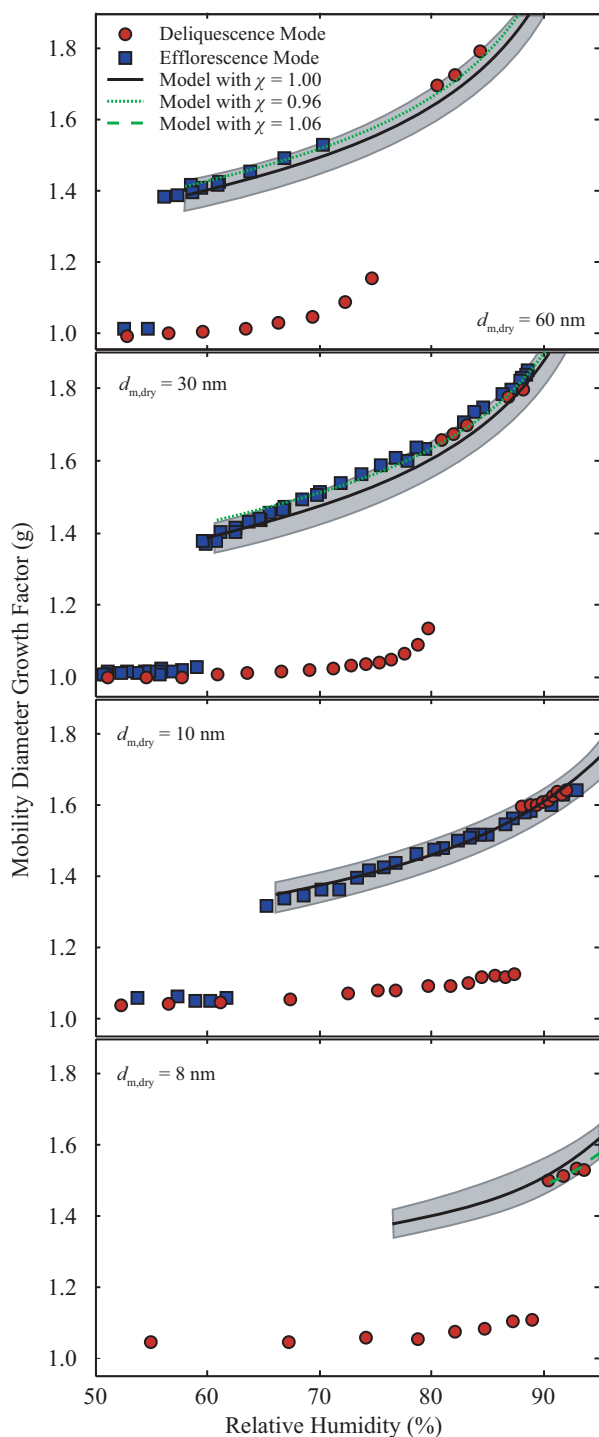 1.8
1.6
1.4
1.2
1.0
Deliquescence Mode
Efflorescence Mode
Model with χ = 1.00
Model with χ = 0.96
Model with χ = 1.06
d_m,dry = 60 nm
1.8
1.6
1.4
1.2
1.0
d_m,dry = 30 nm
1.8
1.6
1.4
1.2
1.0
d_m,dry = 10 nm
1.8
1.6
1.4
1.2
1.0
d_m,dry = 8 nm
Mobility Diameter Growth Factor (g)
50 60 70 80 90
Relative Humidity (%)